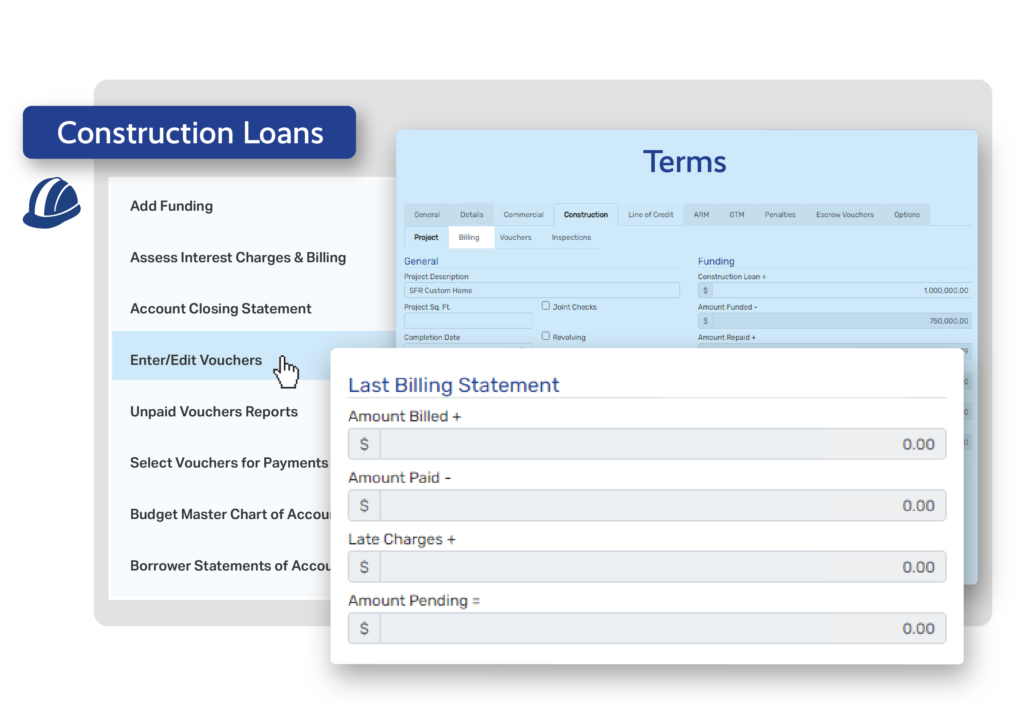 Construction Loans
Add Funding
Assess Interest Charges & Billing
Account Closing Statement
Enter/Edit Vouchers
Unpaid Vouchers Reports
Select Vouchers for Payments
Budget Master Chart of Accou
Borrower Statements of Accou
Terms
General Details Commercial Construction Line of Credit ARM GTM Penalties Escrow Vouchers Options
Project Billing Vouchers Inspections
General
Project Description
SFR Custom Home
Project Sq. Ft.
Joint Checks
Completion Date
Revolving
Funding
Construction Loan +
$ 1,000,000.00
Amount Funded -
$ 750,000.00
Amount Repaid +
Last Billing Statement
Amount Billed +
$ 0.00
Amount Paid -
$ 0.00
Late Charges +
$ 0.00
Amount Pending =
$ 0.00